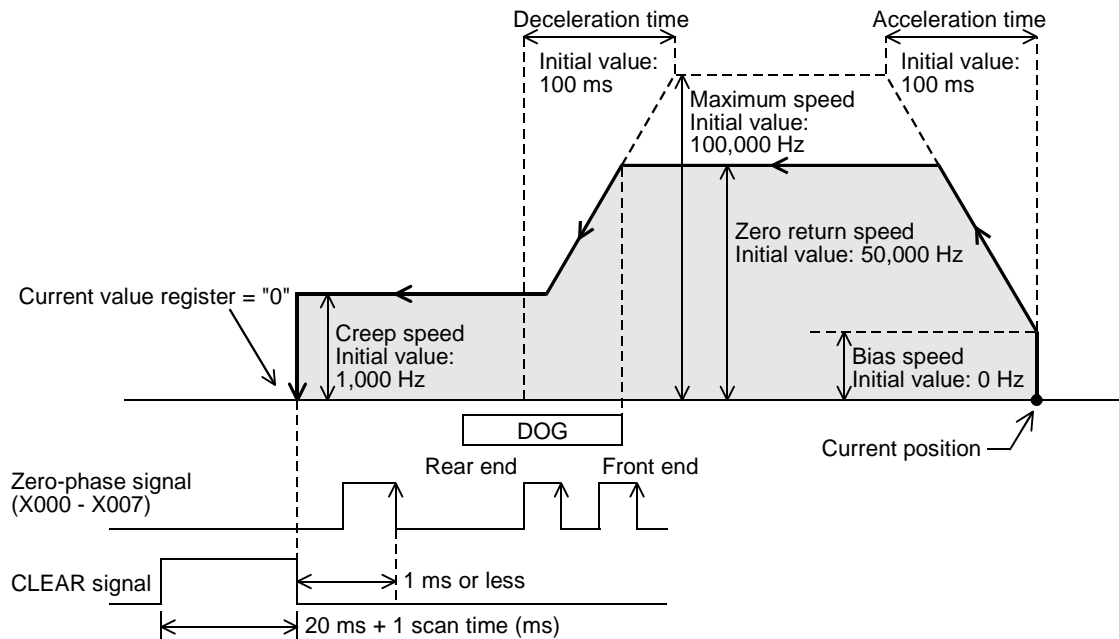 Deceleration time
Initial value:
100 ms
Acceleration time
Initial value:
100 ms
Maximum speed
Initial value:
100,000 Hz
Zero return speed
Initial value: 50,000 Hz
Current value register = "0"
Creep speed
Initial value:
1,000 Hz
Bias speed
Initial value: 0 Hz
DOG
Current position
Rear end
Front end
Zero-phase signal
(X000 - X007)
CLEAR signal
1 ms or less
20 ms + 1 scan time (ms)